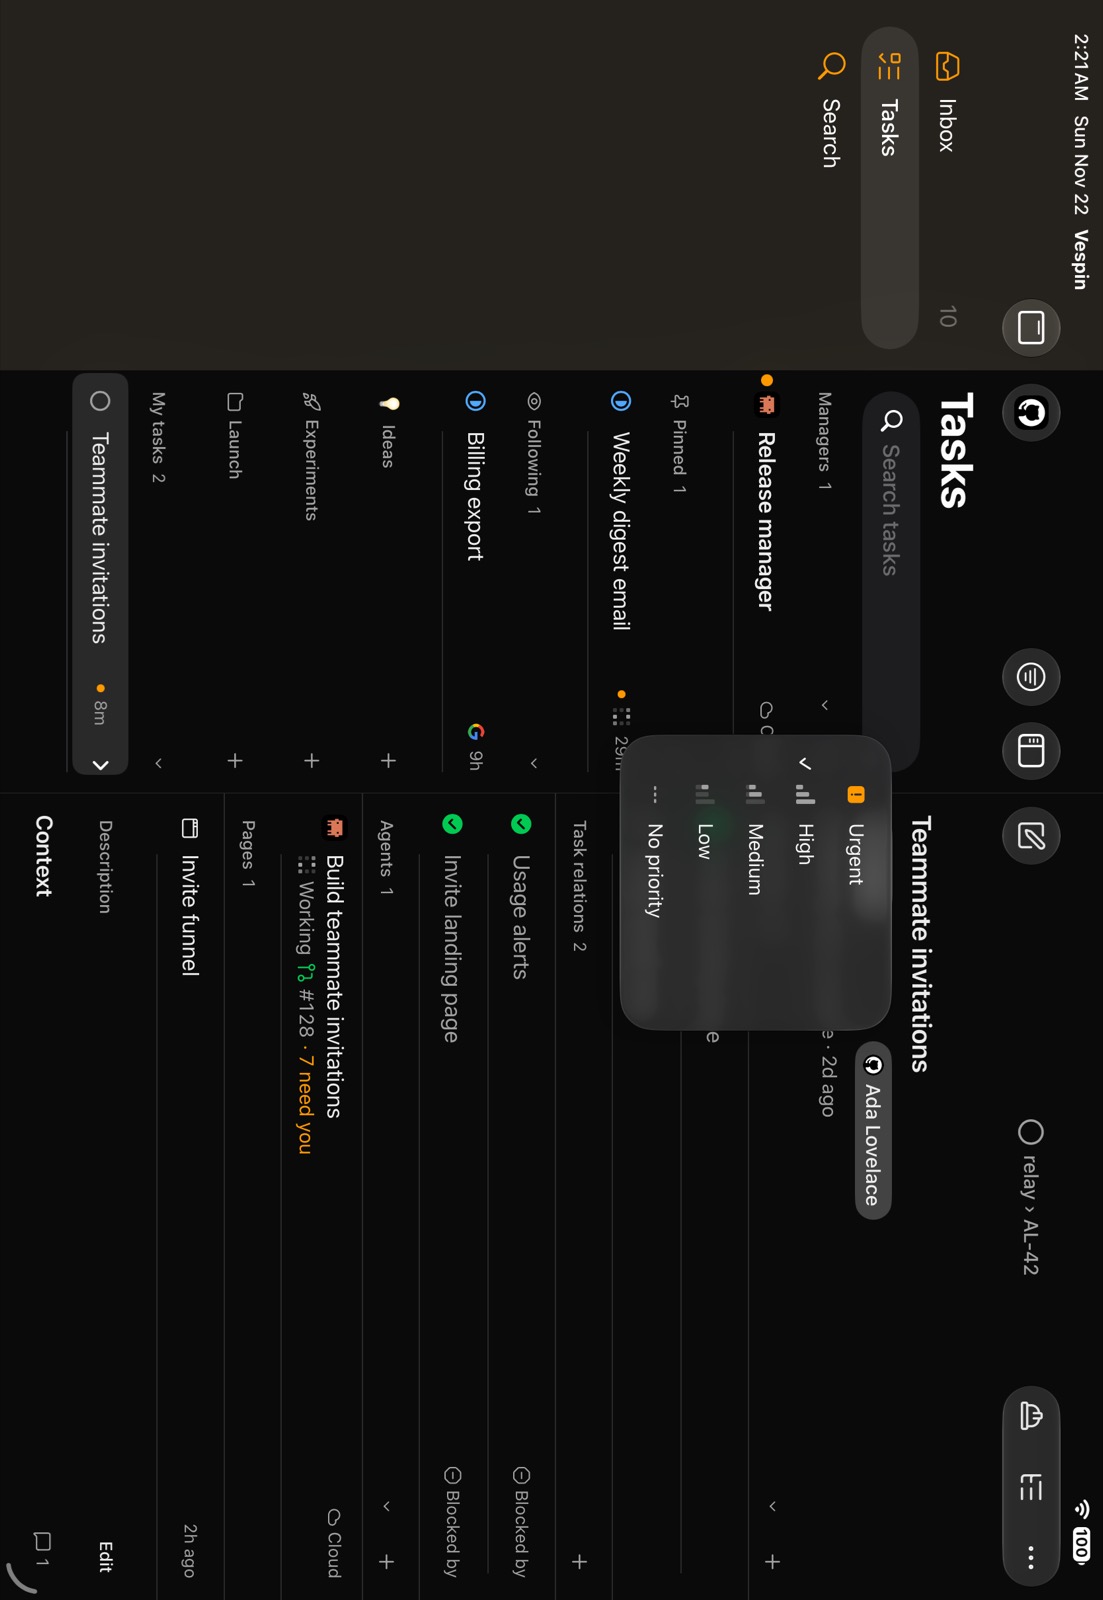 2:21 AM Sun Nov 22 Vespin
100
relay › AL-42
Inbox 10
Tasks
Search
Tasks
Search tasks
Managers 1
Release manager
Pinned 1
Weekly digest email 29m
Following 1
Billing export 9h
Ideas
Experiments
Launch
My tasks 2
Teammate invitations 8m
Teammate invitations
Ada Lovelace
· 2d ago
Urgent
High
Medium
Low
No priority
Task relations 2
Usage alerts Blocked by
Invite landing page Blocked by
Agents 1
Build teammate invitations Cloud
Working #128 · 7 need you
Pages 1
Invite funnel 2h ago
Description Edit
Context 1